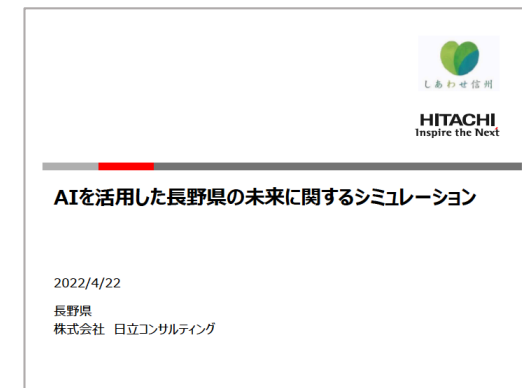 しあわせ信州
HITACHI
Inspire the Next
AIを活用した長野県の未来に関するシミュレーション
2022/4/22
長野県
株式会社 日立コンサルティング